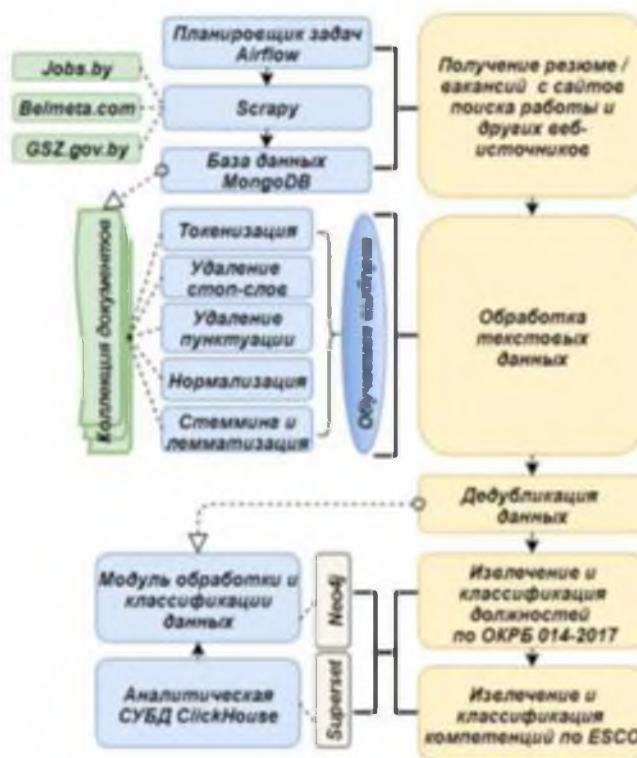 Планировщик задач
Airflow
Jobs.by
Belmeta.com
GSZ.gov.by
Scrapy
База данных
MongoDB
Получение резюме /
вакансий с сайтов
поиска работы и
других веб-
источников
Коллекция документов
Токенизация
Удаление
стоп-слов
Удаление
пунктуации
Нормализация
Стемминг и
лемматизация
Обработка
текстовых
данных
Дедубликация
данных
Модуль обработки и
классификации
данных
Neo4j
Извлечение и
классификация
должностей
по ОКРБ 014-2017
Аналитическая
СУБД ClickHouse
Superset
Извлечение и
классификация
компетенций по ESCO